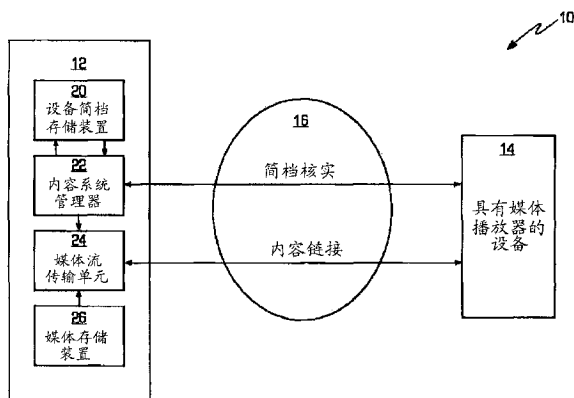 10
12
20
设备简档
存储装置
22
内容系统
管理器
24
媒体流
传输单元
26
媒体存储
装置
16
简档核实
内容链接
14
具有媒体
播放器的
设备